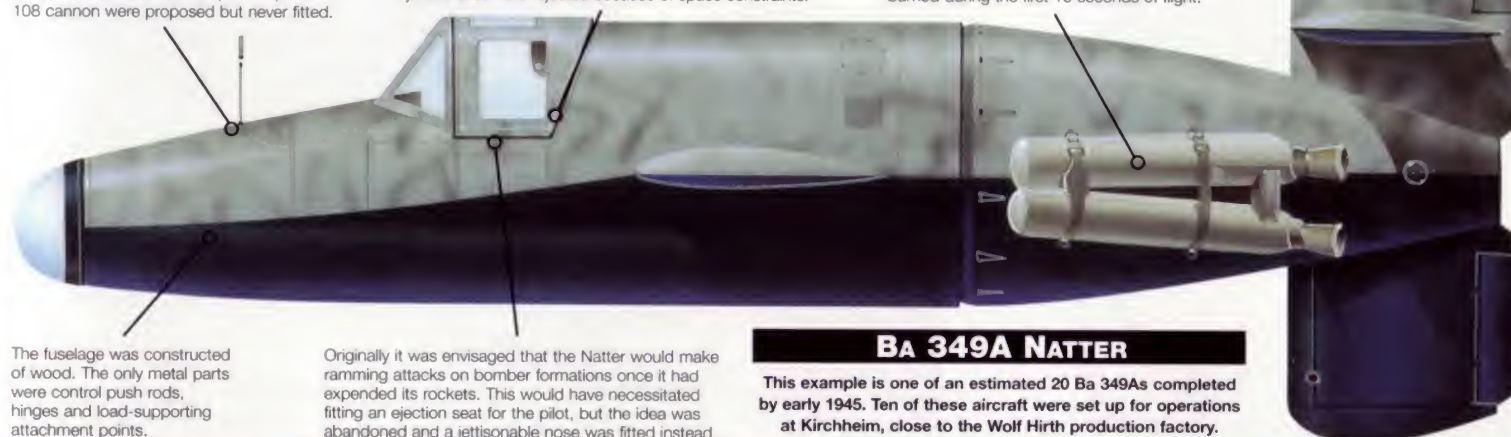 108 cannon were proposed but never fitted.
The fuselage was constructed
of wood. The only metal parts
were control push rods,
hinges and load-supporting
attachment points.
Originally it was envisaged that the Natter would make
ramming attacks on bomber formations once it had
expended its rockets. This would have necessitated
fitting an ejection seat for the pilot, but the idea was
abandoned and a jettisonable nose was fitted instead
BA 349A NATTER
This example is one of an estimated 20 Ba 349As completed
by early 1945. Ten of these aircraft were set up for operations
at Kirchheim, close to the Wolf Hirth production factory.